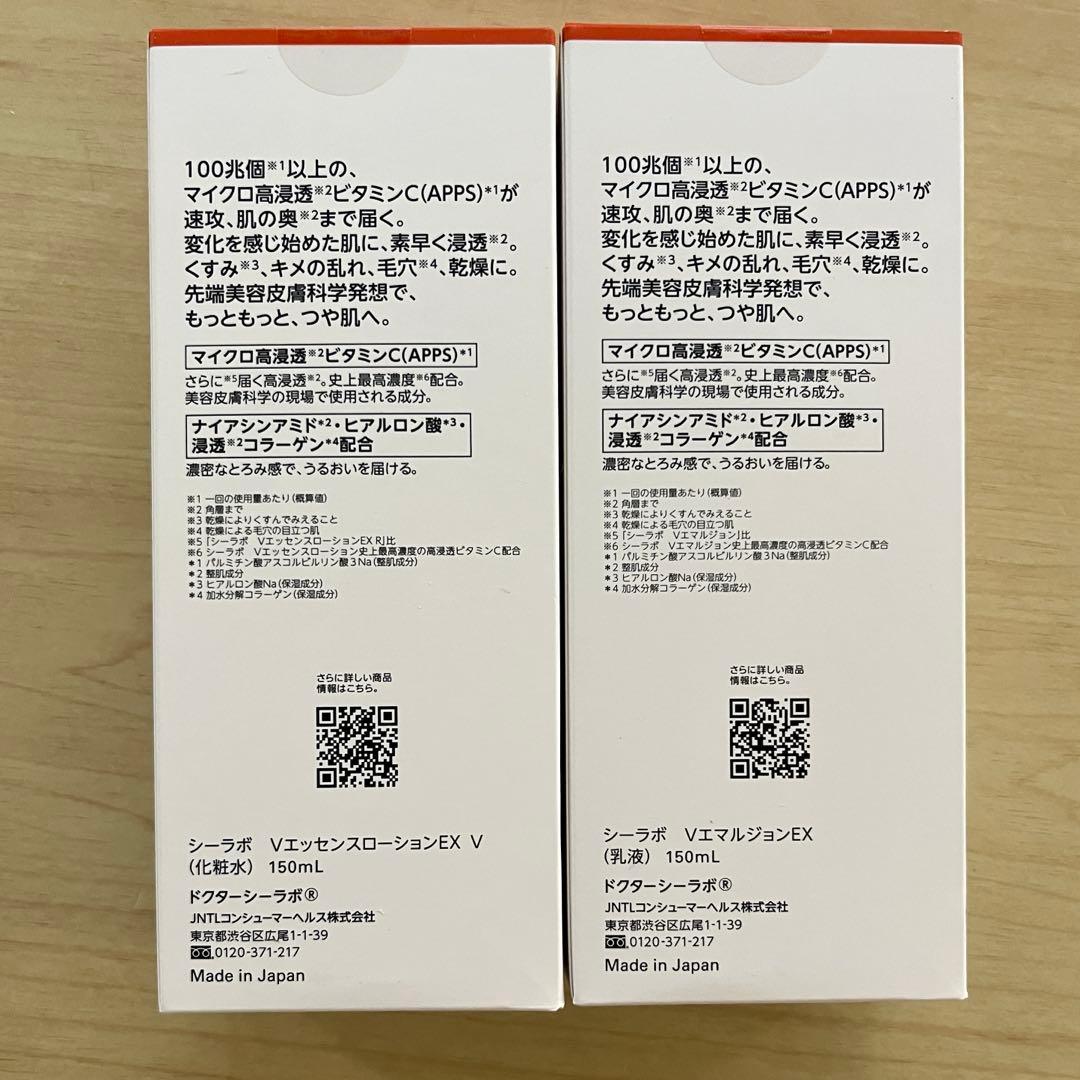 100兆個※1以上の、
マイクロ高浸透※2ビタミンC(APPS)*1が
速攻、肌の奥※2まで届く。
変化を感じ始めた肌に、素早く浸透※2。
くすみ※3、キメの乱れ、毛穴※4、乾燥に。
先端美容皮膚科学発想で、
もっともっと、つや肌へ。
マイクロ高浸透※2ビタミンC(APPS)*1
さらに※5届く高浸透※2。史上最高濃度※6配合。
美容皮膚科学の現場で使用される成分。
ナイアシンアミド*2・ヒアルロン酸*3・
浸透※2コラーゲン*4配合
濃密なとろみ感で、うるおいを届ける。
※1 一回の使用量あたり(概算値)
※2 角層まで
※3 乾燥によりくすんでみえること
※4 乾燥による毛穴の目立つ肌
※5「シーラボ VエッセンスローションEX R」比
※6 シーラボ Vエッセンスローション史上最高濃度の高浸透ビタミンC配合
*1 パルミチン酸アスコルビルリン酸3Na(整肌成分)
*2 整肌成分
*3 ヒアルロン酸Na(保湿成分)
*4 加水分解コラーゲン(保湿成分)
さらに詳しい商品
情報はこちら。
シーラボ VエッセンスローションEX V
(化粧水) 150mL
ドクターシーラボ®
JNTLコンシューマーヘルス株式会社
東京都渋谷区広尾1-1-39
0120-371-217
Made in Japan
100兆個※1以上の、
マイクロ高浸透※2ビタミンC(APPS)*1が
速攻、肌の奥※2まで届く。
変化を感じ始めた肌に、素早く浸透※2。
くすみ※3、キメの乱れ、毛穴※4、乾燥に。
先端美容皮膚科学発想で、
もっともっと、つや肌へ。
マイクロ高浸透※2ビタミンC(APPS)*1
さらに※5届く高浸透※2。史上最高濃度※6配合。
美容皮膚科学の現場で使用される成分。
ナイアシンアミド*2・ヒアルロン酸*3・
浸透※2コラーゲン*4配合
濃密なとろみ感で、うるおいを届ける。
※1 一回の使用量あたり(概算値)
※2 角層まで
※3 乾燥によりくすんでみえること
※4 乾燥による毛穴の目立つ肌
※5「シーラボ Vエマルジョン」比
※6 シーラボ Vエマルジョン史上最高濃度の高浸透ビタミンC配合
*1 パルミチン酸アスコルビルリン酸3Na(整肌成分)
*2 整肌成分
*3 ヒアルロン酸Na(保湿成分)
*4 加水分解コラーゲン(保湿成分)
さらに詳しい商品
情報はこちら。
シーラボ VエマルジョンEX
(乳液) 150mL
ドクターシーラボ®
JNTLコンシューマーヘルス株式会社
東京都渋谷区広尾1-1-39
0120-371-217
Made in Japan